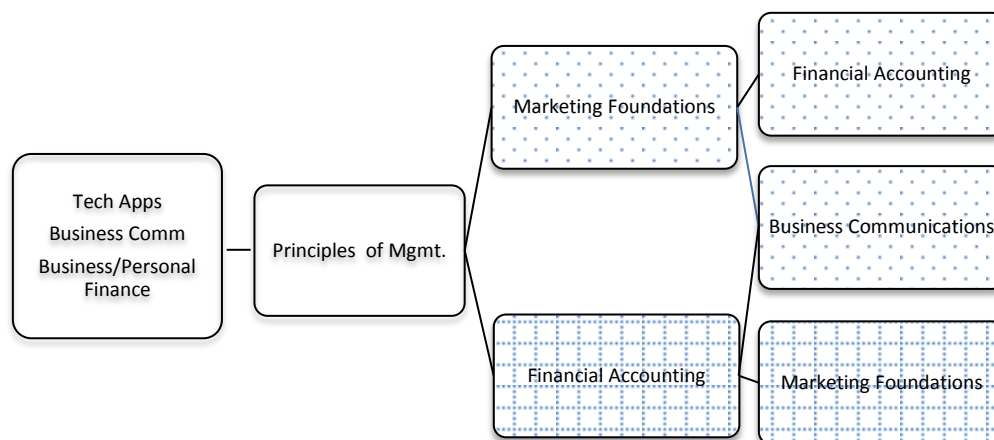 Tech Apps
Business Comm
Business/Personal
Finance
Principles of Mgmt.
Marketing Foundations
Financial Accounting
Financial Accounting
Business Communications
Marketing Foundations